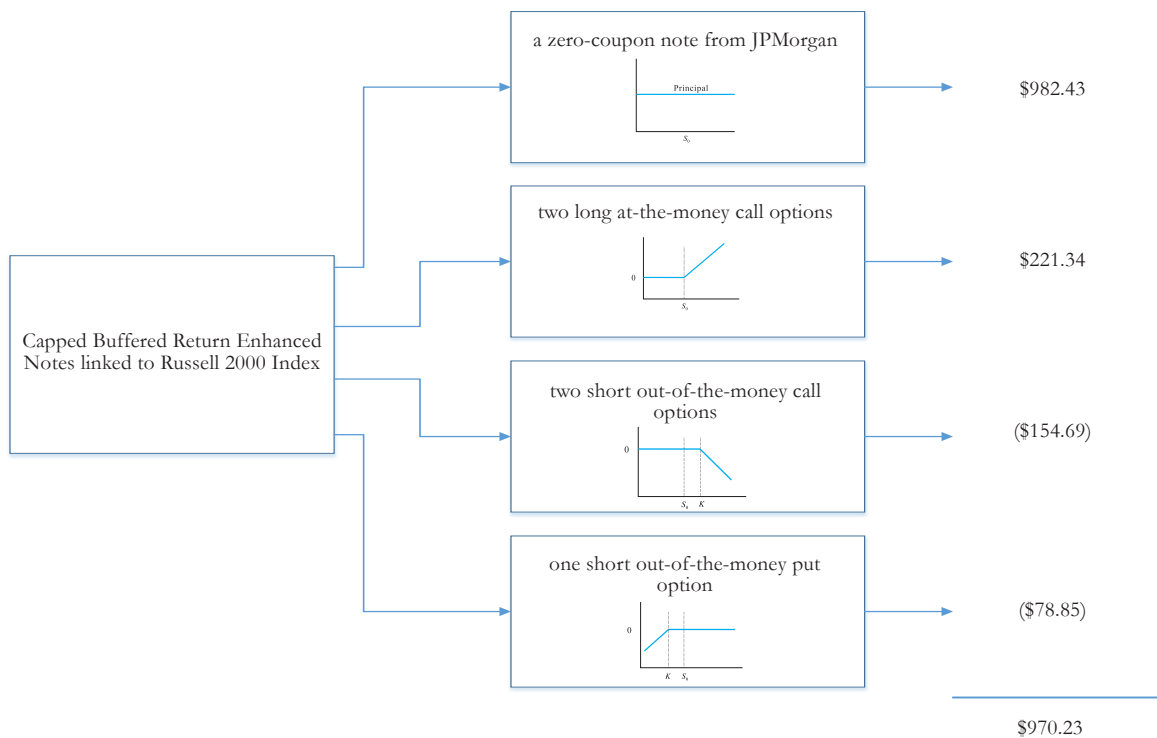 a zero-coupon note from JPMorgan
Principal
S₀
$982.43
two long at-the-money call options
0
S₀
$221.34
Capped Buffered Return Enhanced
Notes linked to Russell 2000 Index
two short out-of-the-money call
options
0
S₀ K
($154.69)
one short out-of-the-money put
option
0
K S₀
($78.85)
$970.23